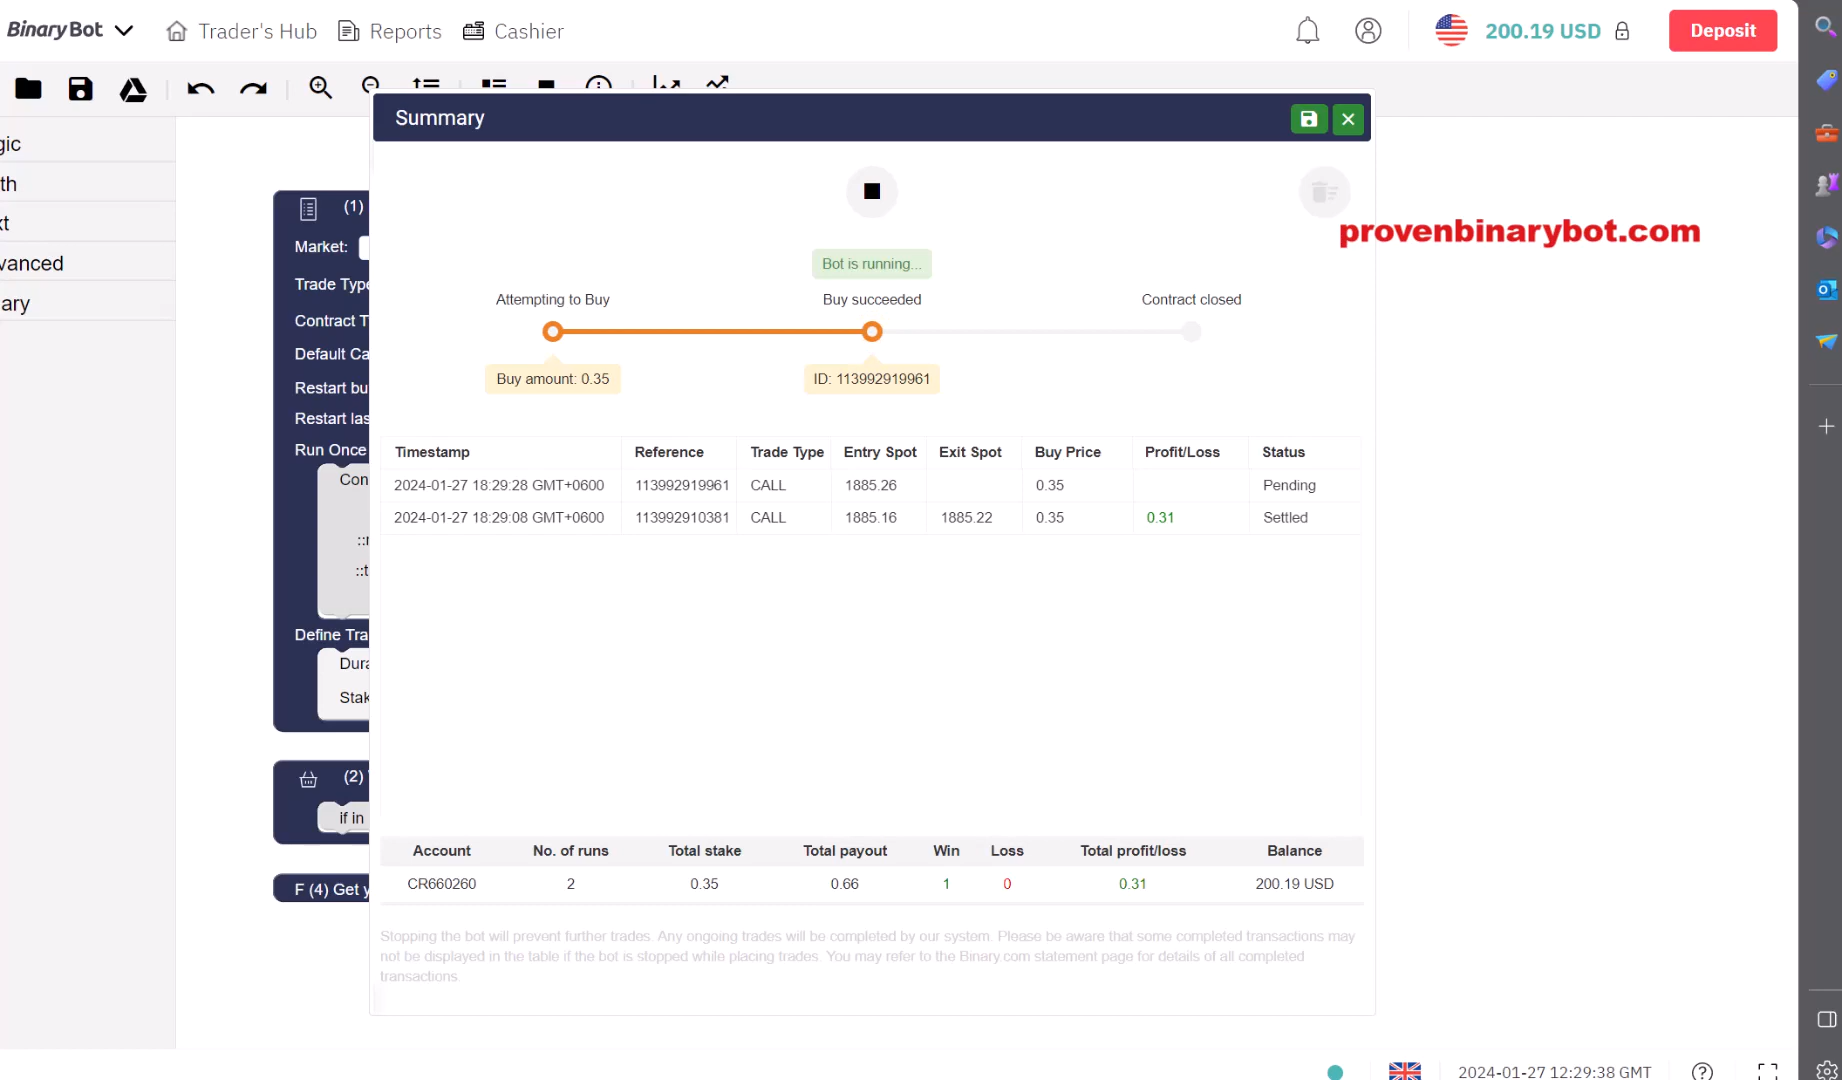 BinaryBot
Trader's Hub
Reports
Cashier
200.19 USD
Deposit
gic
th
xt
vanced
ary
Summary
provenbinarybot.com
(1)
Market:
Trade Type
Contract T
Default Ca
Restart bu
Restart las
Run Once
Con
Define Tra
Dura
Stak
(2)
if in
F (4) Get y
Bot is running...
Attempting to Buy Buy succeeded Contract closed
Buy amount: 0.35 ID: 113992919961
Timestamp Reference Trade Type Entry Spot Exit Spot Buy Price Profit/Loss Status
2024-01-27 18:29:28 GMT+0600 113992919961 CALL 1885.26 0.35 Pending
2024-01-27 18:29:08 GMT+0600 113992910381 CALL 1885.16 1885.22 0.35 0.31 Settled
Account No. of runs Total stake Total payout Win Loss Total profit/loss Balance
CR660260 2 0.35 0.66 1 0 0.31 200.19 USD
Stopping the bot will prevent further trades. Any ongoing trades will be completed by our system. Please be aware that some completed transactions may
not be displayed in the table if the bot is stopped while placing trades. You may refer to the Binary.com statement page for details of all completed
transactions.
2024-01-27 12:29:38 GMT